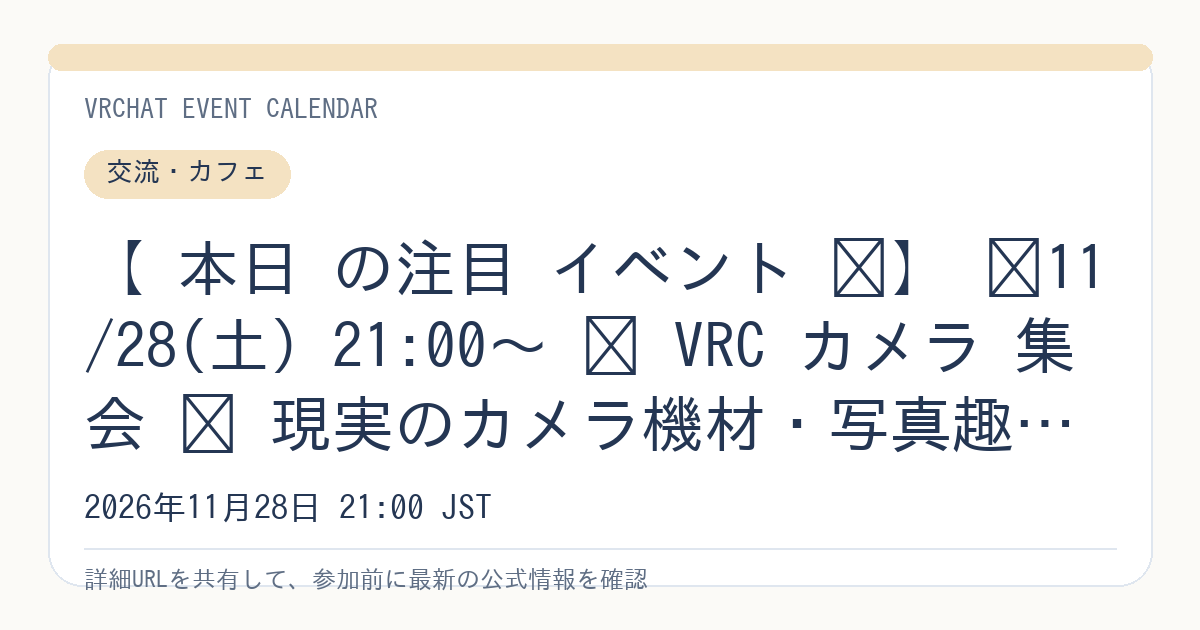 VRCHAT EVENT CALENDAR
交流・カフェ
【 本日 の注目 イベント 】 11
/28(土) 21:00～ VRC カメラ 集
会 現実のカメラ機材・写真趣…
2026年11月28日 21:00 JST
詳細URLを共有して、参加前に最新の公式情報を確認